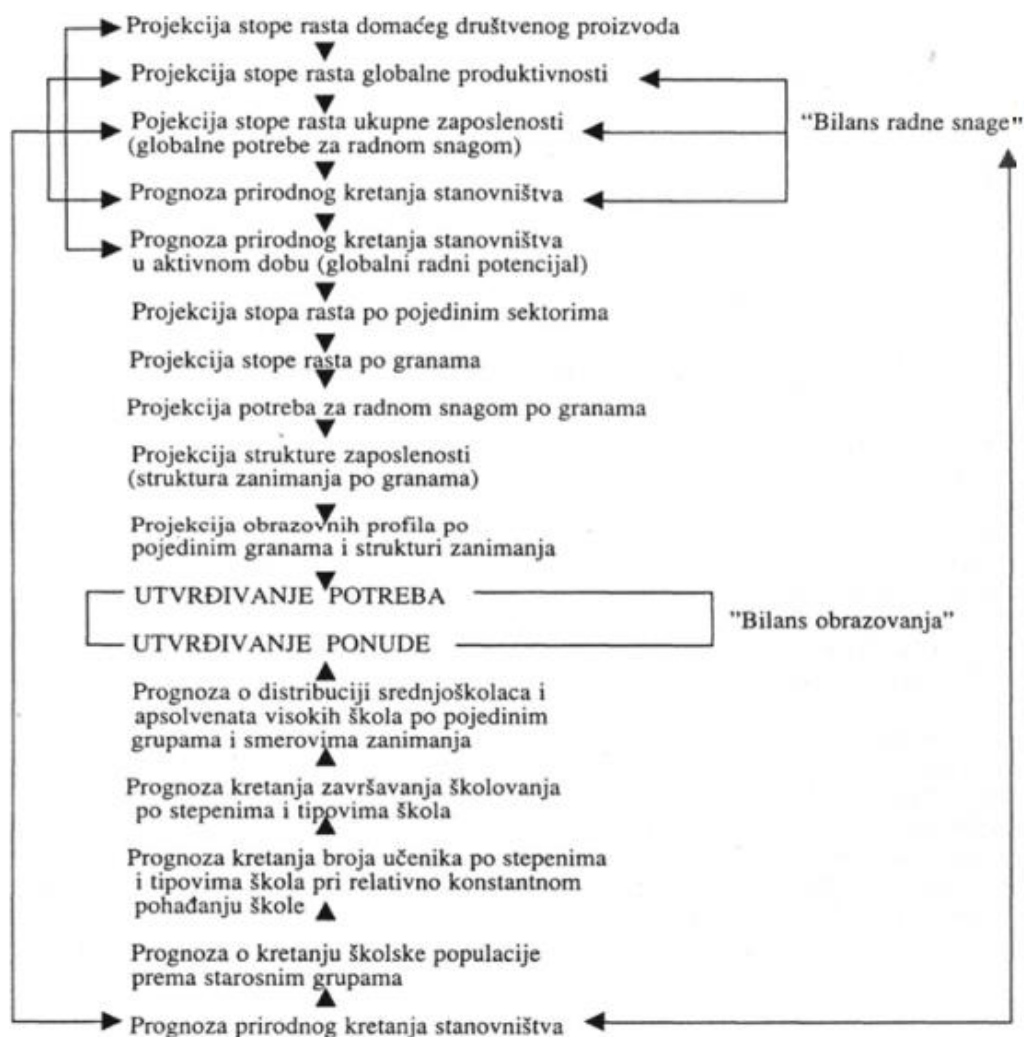 Projekcija stope rasta domaćeg društvenog proizvoda
Projekcija stope rasta globalne produktivnosti
Pojekcija stope rasta ukupne zaposlenosti
(globalne potrebe za radnom snagom)
"Bilans radne snage"
Prognoza prirodnog kretanja stanovništva
Prognoza prirodnog kretanja stanovništva
u aktivnom dobu (globalni radni potencijal)
Projekcija stopa rasta po pojedinim sektorima
Projekcija stope rasta po granama
Projekcija potreba za radnom snagom po granama
Projekcija strukture zaposlenosti
(struktura zanimanja po granama)
Projekcija obrazovnih profila po
pojedinim granama i strukturi zanimanja
UTVRĐIVANJE POTREBA
"Bilans obrazovanja"
UTVRĐIVANJE PONUDE
Prognoza o distribuciji srednjoškolaca i
apsolvenata visokih škola po pojedinim
grupama i smerovima zanimanja
Prognoza kretanja završavanja školovanja
po stepenima i tipovima škola
Prognoza kretanja broja učenika po stepenima
i tipovima škola pri relativno konstantnom
pohađanju škole
Prognoza o kretanju školske populacije
prema starosnim grupama
Prognoza prirodnog kretanja stanovništva